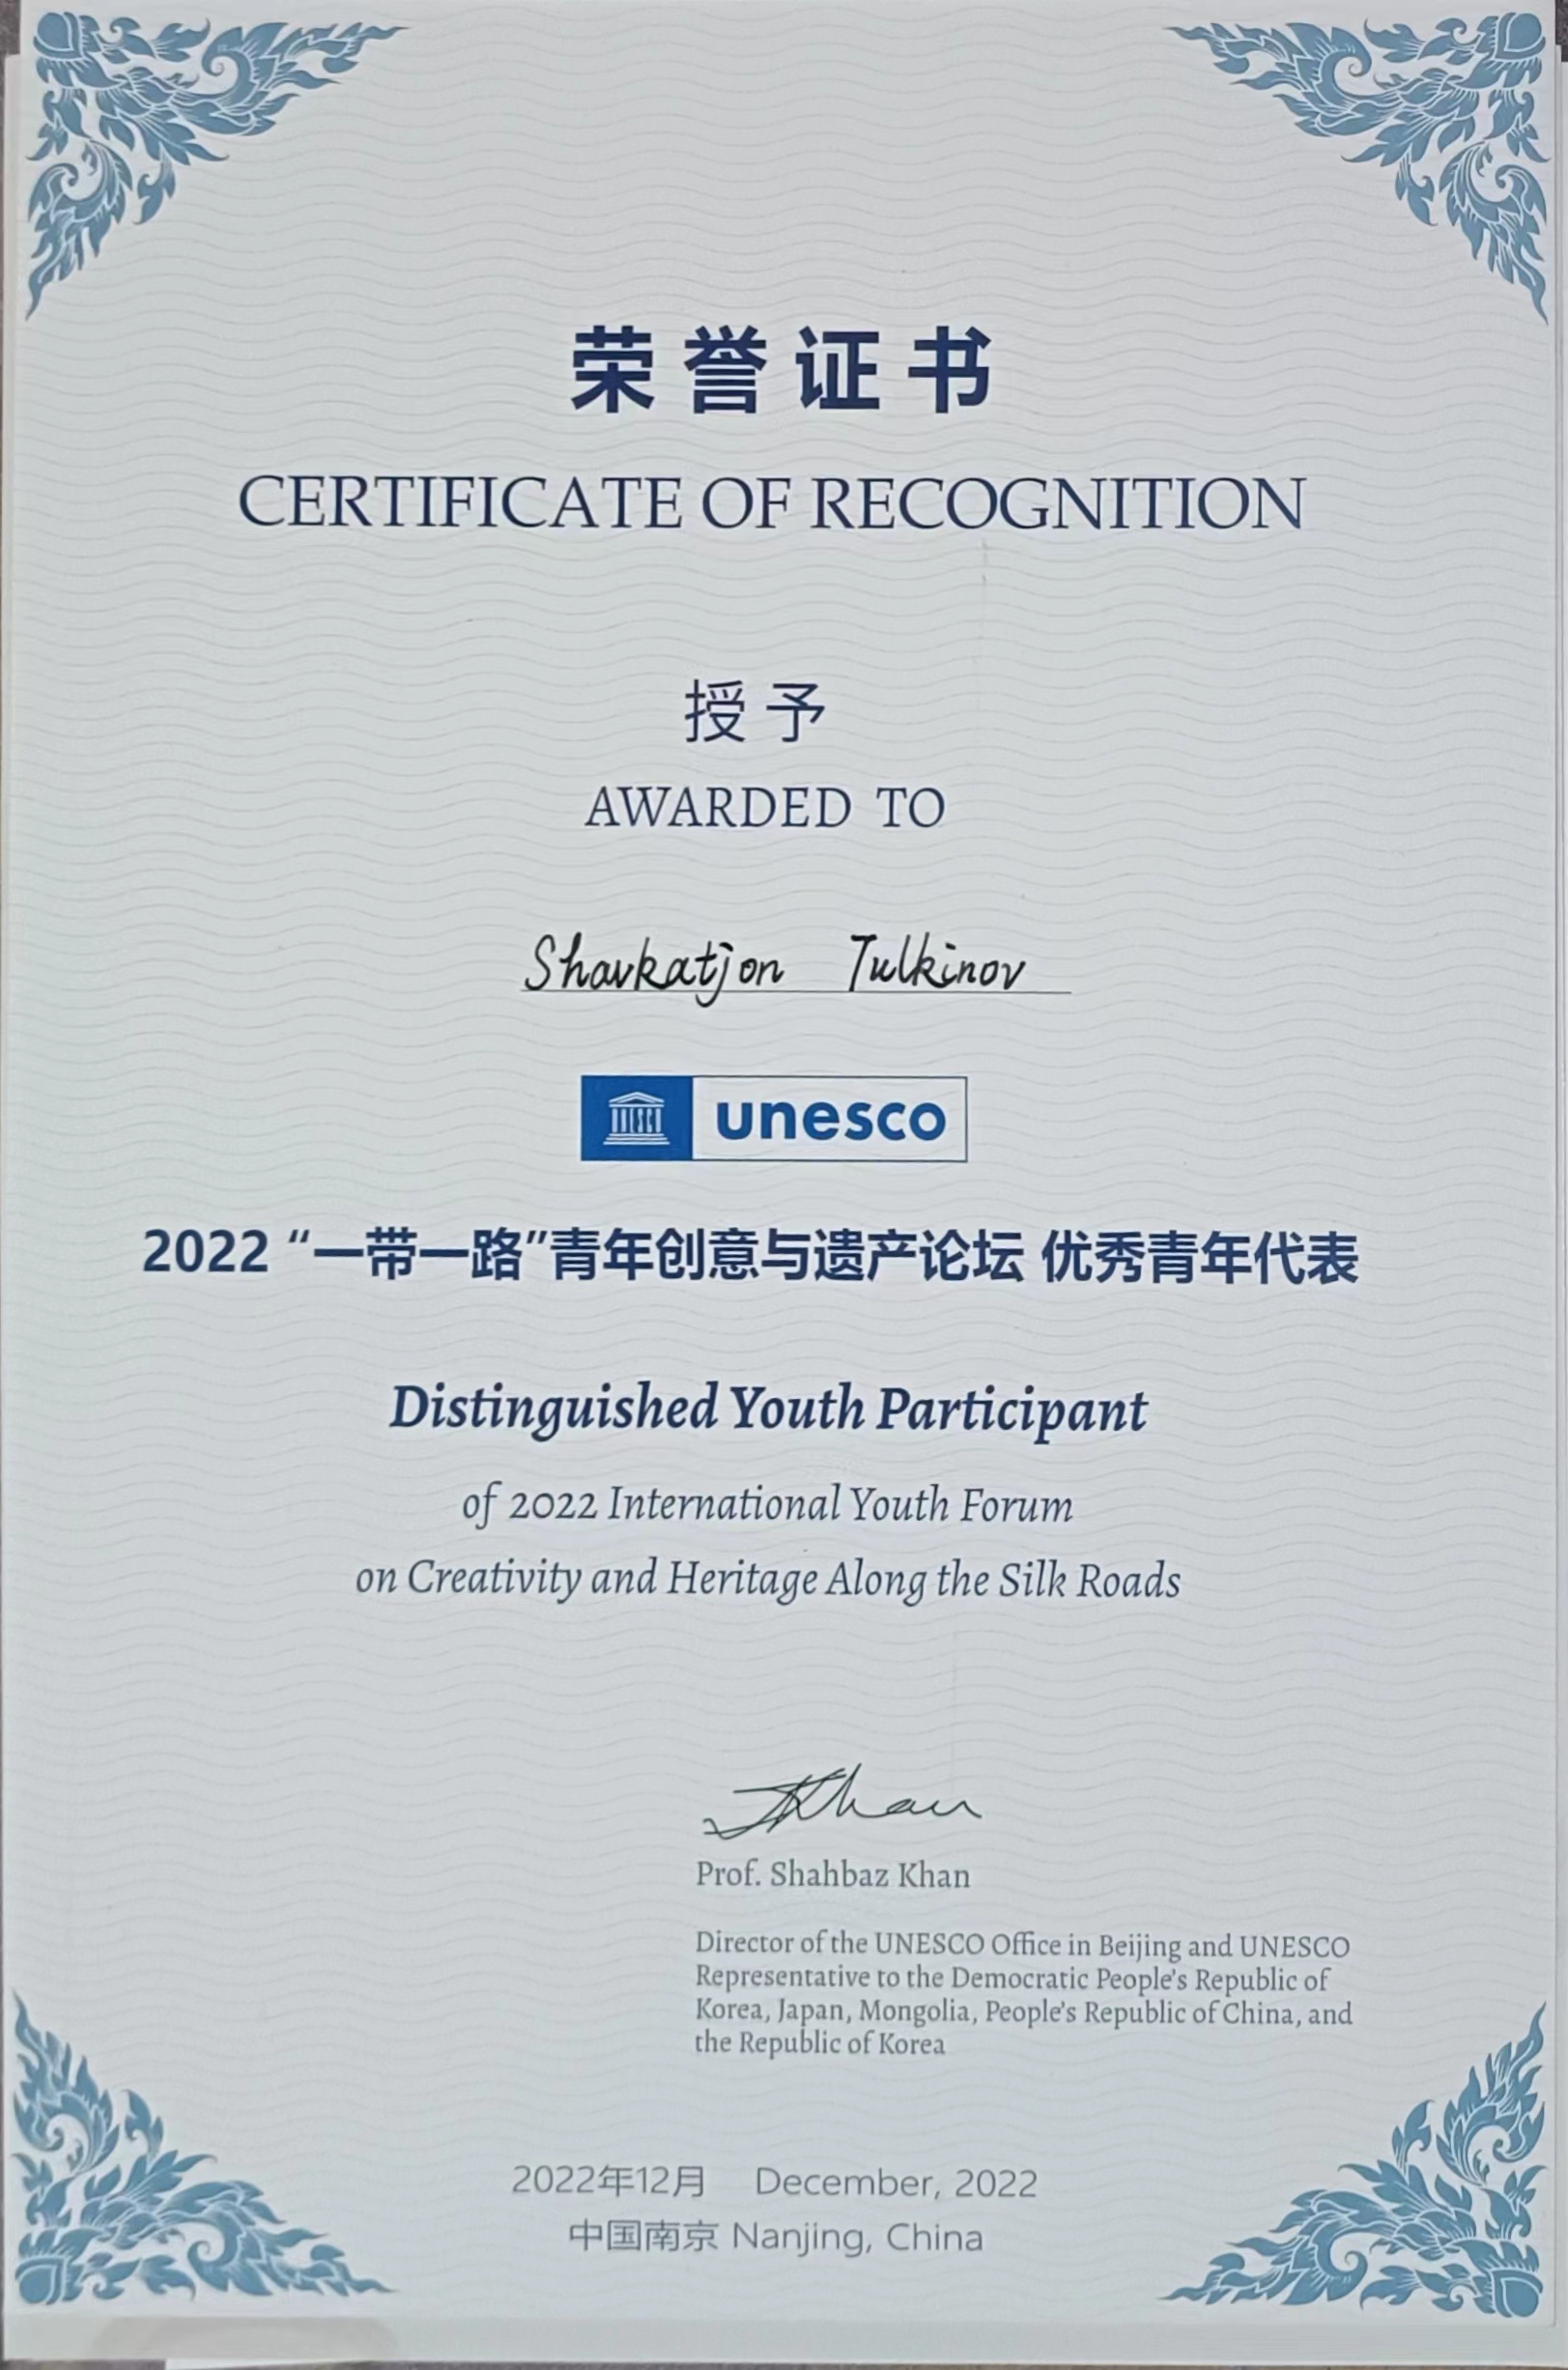 荣誉证书
CERTIFICATE OF RECOGNITION
授予
AWARDED TO
Shavkatjon Tulkinov
UNESCO
unesco
2022 “一带一路”青年创意与遗产论坛 优秀青年代表
Distinguished Youth Participant
of 2022 International Youth Forum
on Creativity and Heritage Along the Silk Roads
Khan
Prof. Shahbaz Khan
Director of the UNESCO Office in Beijing and UNESCO
Representative to the Democratic People's Republic of
Korea, Japan, Mongolia, People's Republic of China, and
the Republic of Korea
2022年12月 December, 2022
中国南京 Nanjing, China